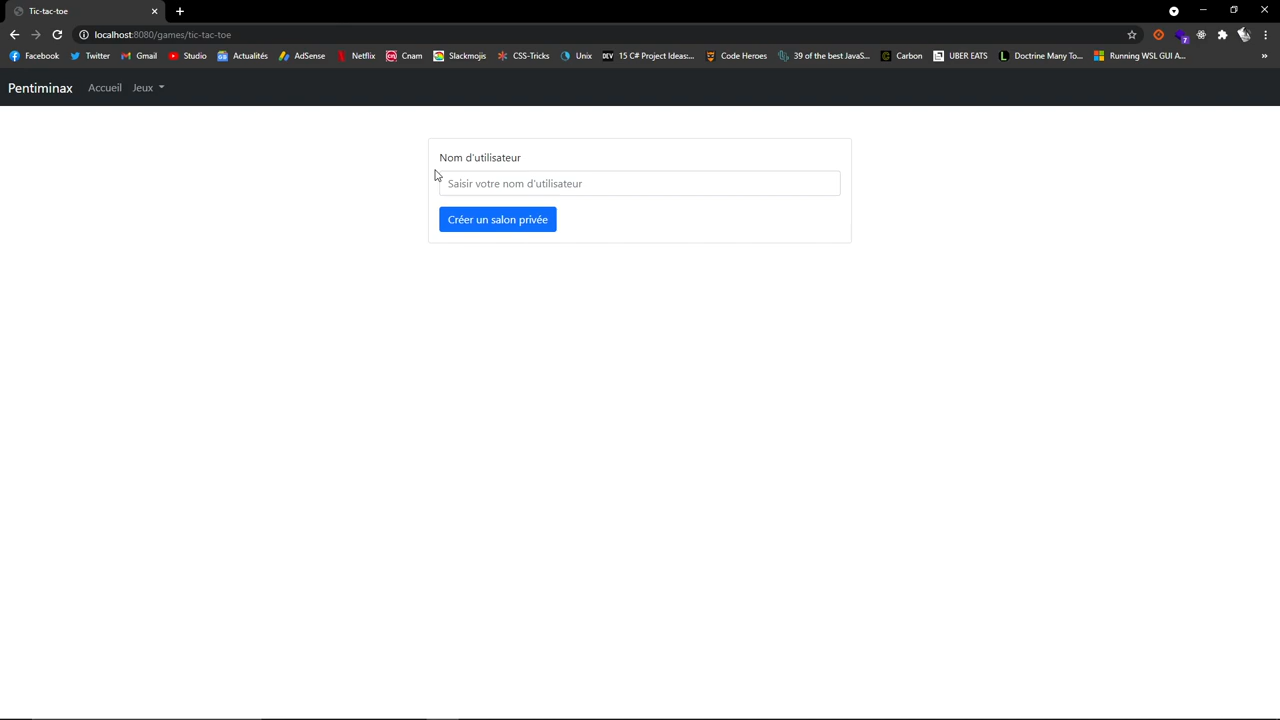 Tic-tac-toe
localhost:8080/games/tic-tac-toe
Facebook Twitter Gmail Studio Actualités AdSense Netflix Cnam Slackmojis CSS-Tricks Unix 15 C# Project Ideas:... Code Heroes 39 of the best JavaS... Carbon UBER EATS Doctrine Many To... Running WSL GUI A... »
Pentiminax Accueil Jeux
Nom d'utilisateur
Saisir votre nom d'utilisateur
Créer un salon privée